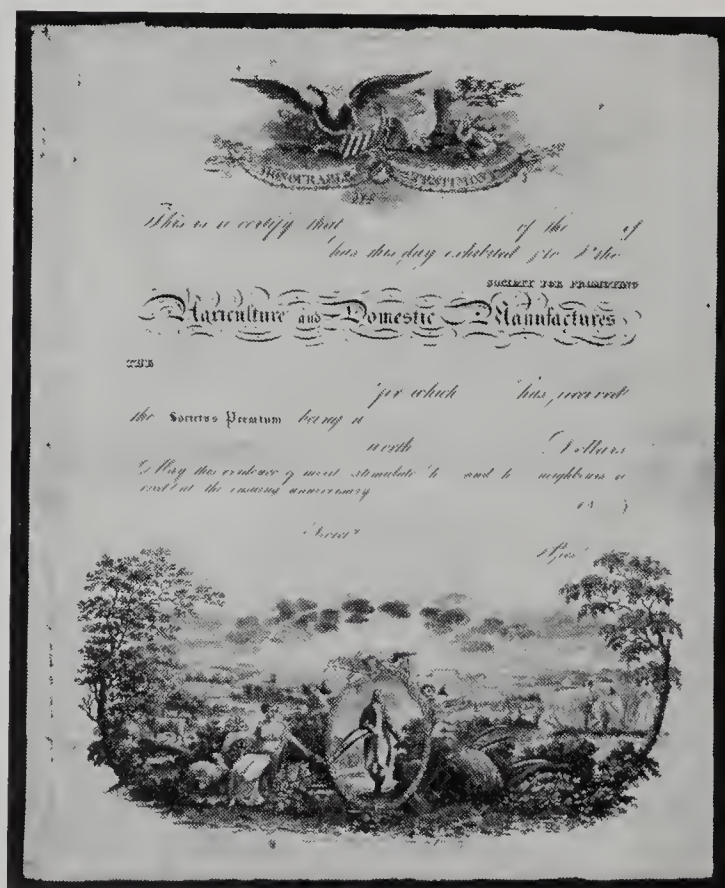 HONOURABLE TESTIMONY
This is a certify that of the of
has this day exhibited to the
SOCIETY FOR PROMOTING
Agriculture and Domestic Manufactures
THE
for which has received
the Societys Premium being a
worth Dollars
May this evidence of merit stimulate h and h neighbours to
at the ensuing anniversary